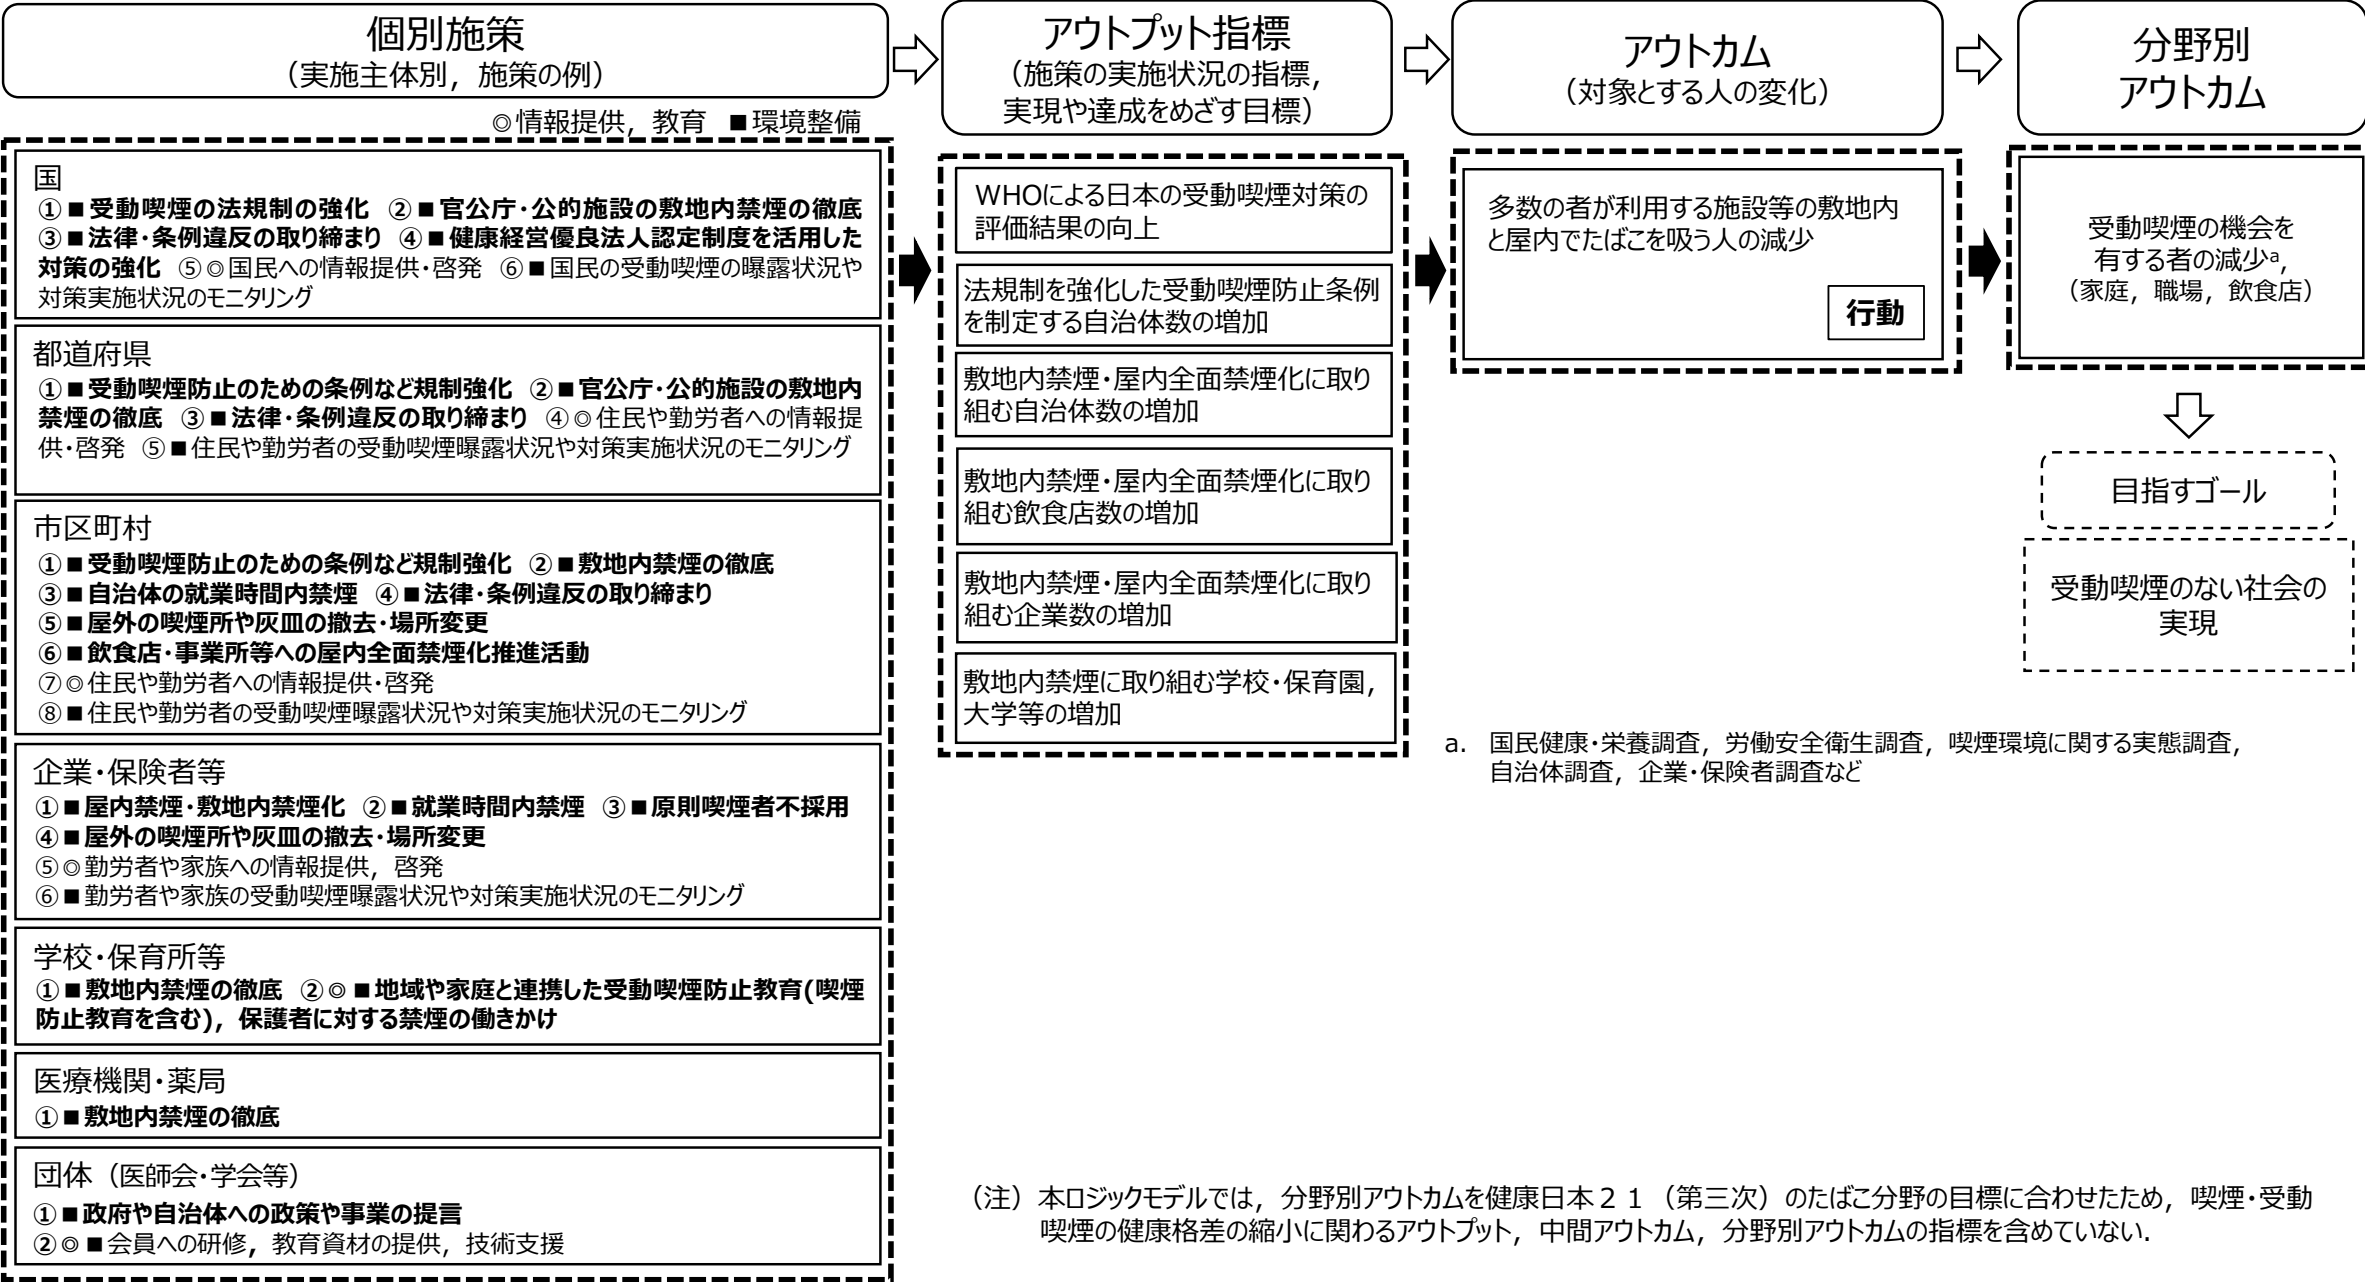 個別施策
（実施主体別，施策の例）
◎情報提供，教育 ■環境整備
国
①■受動喫煙の法規制の強化 ②■官公庁・公的施設の敷地内禁煙の徹底
③■法律・条例違反の取り締まり ④■健康経営優良法人認定制度を活用した
対策の強化 ⑤◎国民への情報提供・啓発 ⑥■国民の受動喫煙の曝露状況や
対策実施状況のモニタリング
都道府県
①■受動喫煙防止のための条例など規制強化 ②■官公庁・公的施設の敷地内
禁煙の徹底 ③■法律・条例違反の取り締まり ④◎住民や勤労者への情報提
供・啓発 ⑤■住民や勤労者の受動喫煙曝露状況や対策実施状況のモニタリング
市区町村
①■受動喫煙防止のための条例など規制強化 ②■敷地内禁煙の徹底
③■自治体の就業時間内禁煙 ④■法律・条例違反の取り締まり
⑤■屋外の喫煙所や灰皿の撤去・場所変更
⑥■飲食店・事業所等への屋内全面禁煙化推進活動
⑦◎住民や勤労者への情報提供・啓発
⑧■住民や勤労者の受動喫煙曝露状況や対策実施状況のモニタリング
企業・保険者等
①■屋内禁煙・敷地内禁煙化 ②■就業時間内禁煙 ③■原則喫煙者不採用
④■屋外の喫煙所や灰皿の撤去・場所変更
⑤◎勤労者や家族への情報提供，啓発
⑥■勤労者や家族の受動喫煙曝露状況や対策実施状況のモニタリング
学校・保育所等
①■敷地内禁煙の徹底 ②◎■地域や家庭と連携した受動喫煙防止教育(喫煙
防止教育を含む)，保護者に対する禁煙の働きかけ
医療機関・薬局
①■敷地内禁煙の徹底
団体（医師会・学会等）
①■政府や自治体への政策や事業の提言
②◎■会員への研修，教育資材の提供，技術支援
アウトプット指標
（施策の実施状況の指標，
実現や達成をめざす目標）
WHOによる日本の受動喫煙対策の
評価結果の向上
法規制を強化した受動喫煙防止条例
を制定する自治体数の増加
敷地内禁煙・屋内全面禁煙化に取り
組む自治体数の増加
敷地内禁煙・屋内全面禁煙化に取り
組む飲食店数の増加
敷地内禁煙・屋内全面禁煙化に取り
組む企業数の増加
敷地内禁煙に取り組む学校・保育園，
大学等の増加
アウトカム
（対象とする人の変化）
多数の者が利用する施設等の敷地内
と屋内でたばこを吸う人の減少
行動
分野別
アウトカム
受動喫煙の機会を
有する者の減少a，
（家庭，職場，飲食店）
目指すゴール
受動喫煙のない社会の
実現
a. 国民健康・栄養調査，労働安全衛生調査，喫煙環境に関する実態調査，
自治体調査，企業・保険者調査など
（注）本ロジックモデルでは，分野別アウトカムを健康日本２１（第三次）のたばこ分野の目標に合わせたため，喫煙・受動
喫煙の健康格差の縮小に関わるアウトプット，中間アウトカム，分野別アウトカムの指標を含めていない．